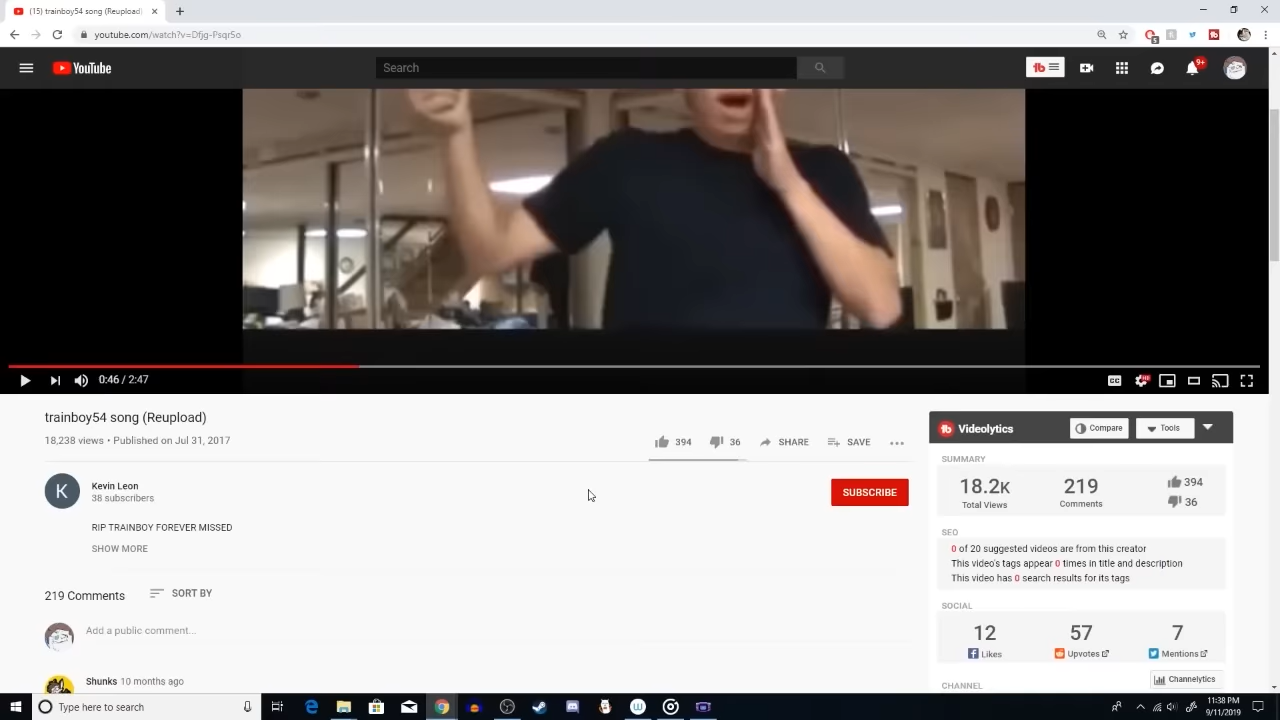 (15) trainboy54 song (Reupload)
YouTube
Search
9+
0:46 / 2:47
CC
HD
trainboy54 song (Reupload)
18,238 views • Published on Jul 31, 2017
394
36
SHARE
SAVE
K
Kevin Leon
38 subscribers
SUBSCRIBE
RIP TRAINBOY FOREVER MISSED
SHOW MORE
219 Comments
SORT BY
Add a public comment...
Shunks 10 months ago
Videolytics
Compare
Tools
SUMMARY
18.2K
Total Views
219
Comments
394
36
SEO
0 of 20 suggested videos are from this creator
This video's tags appear 0 times in title and description
This video has 0 search results for its tags
SOCIAL
12
Likes
57
Upvotes
7
Mentions
CHANNEL
Channelytics
Type here to search
11:38 PM
9/11/2019